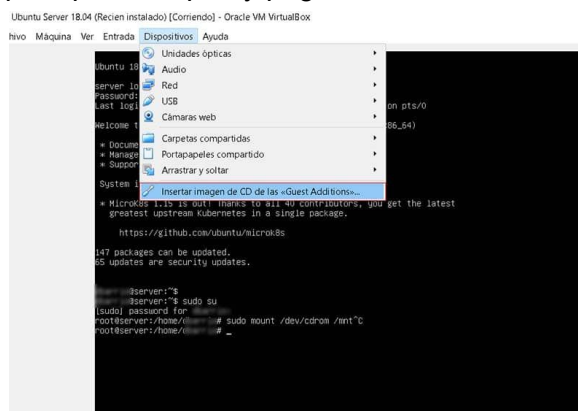 Ubuntu Server 18.04 (Recien instalado) [Corriendo] - Oracle VM VirtualBox
hivo Máquina Ver Entrada Dispositivos Ayuda
Unidades ópticas
Audio
Red
USB
Cámaras web
Carpetas compartidas
Portapapeles compartido
Arrastrar y soltar
Insertar imagen de CD de las «Guest Additions»...
Ubuntu 18
server lo
Password:
Last logi on pts/0
Welcome t 86_64)
* Docume
* Manage
* Suppor
System i
* MicroK8s 1.15 is out! Thanks to all 40 contributors, you get the latest
greatest upstream Kubernetes in a single package.
https://github.com/ubuntu/microk8s
147 packages can be updated.
65 updates are security updates.
@server:~$
@server:~$ sudo su
[sudo] password for
root@server:/home/ # sudo mount /dev/cdrom /mnt^C
root@server:/home/ # _